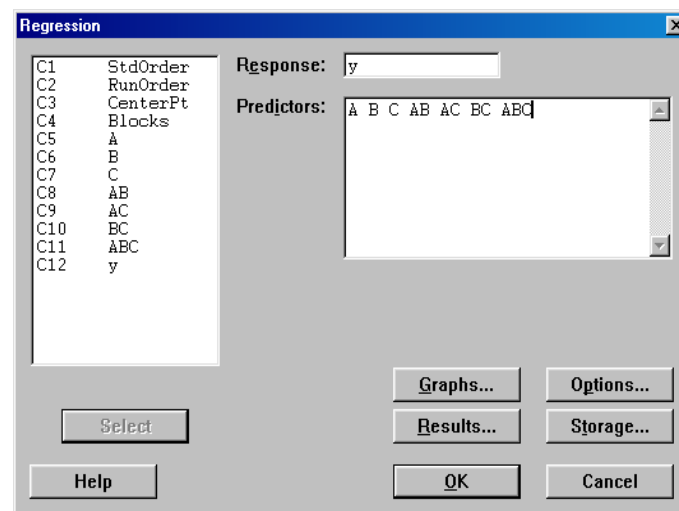 Regression
C1 StdOrder
C2 RunOrder
C3 CenterPt
C4 Blocks
C5 A
C6 B
C7 C
C8 AB
C9 AC
C10 BC
C11 ABC
C12 y
Response: y
Predictors: A B C AB AC BC ABC
Graphs... Options...
Select Results... Storage...
Help OK Cancel